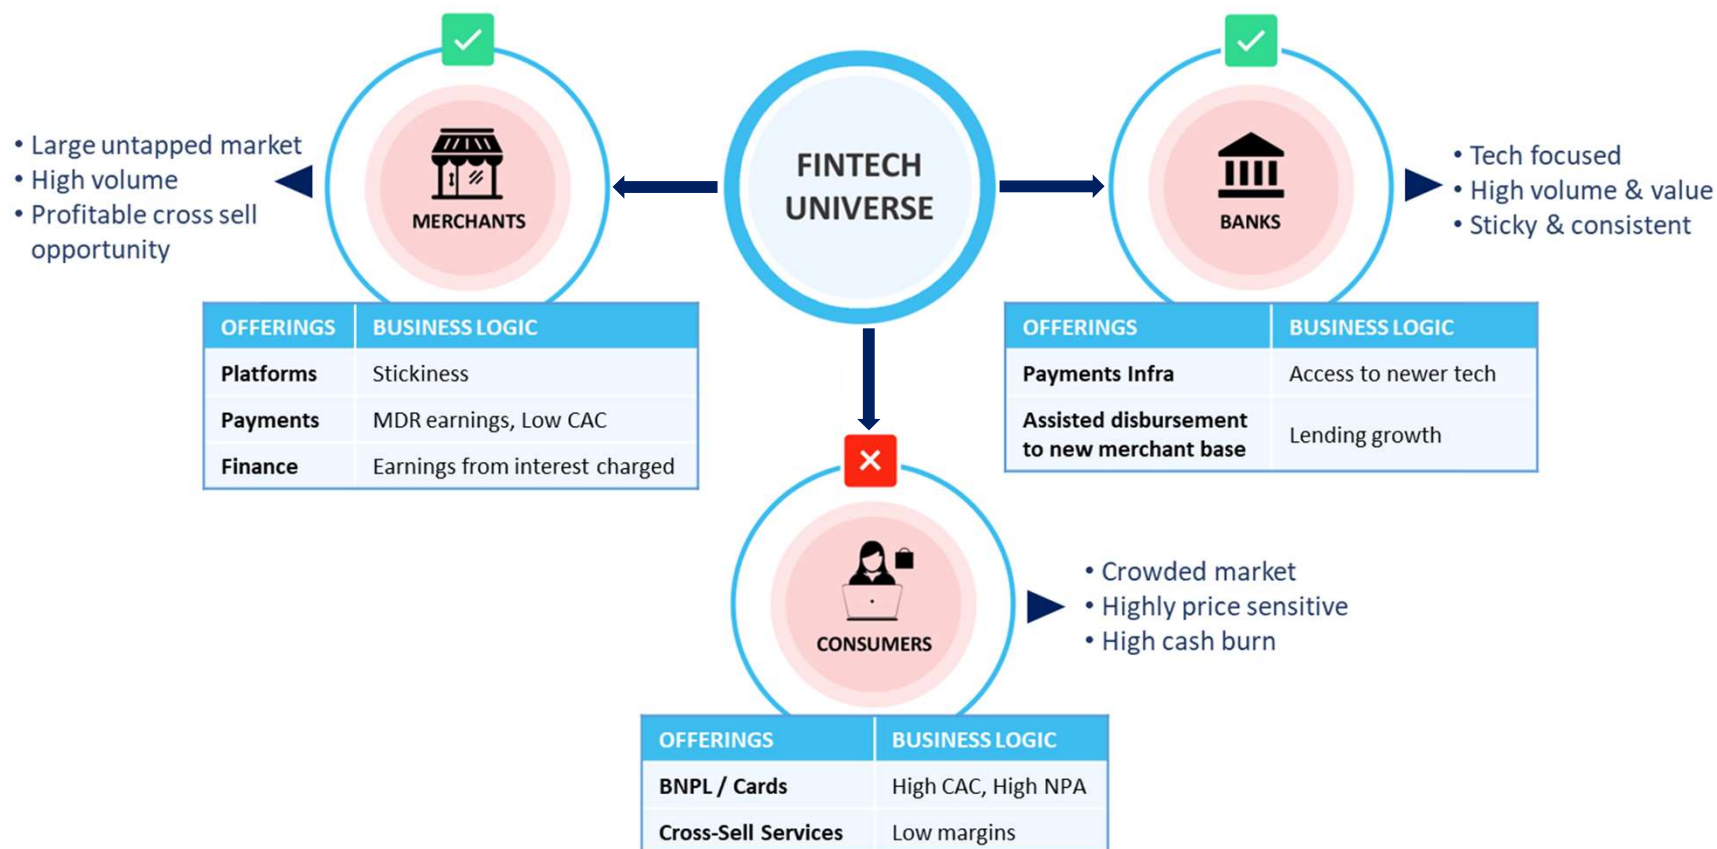 FINTECH
UNIVERSE
• Large untapped market
• High volume
• Profitable cross sell
opportunity
MERCHANTS
OFFERINGS BUSINESS LOGIC
Platforms Stickiness
Payments MDR earnings, Low CAC
Finance Earnings from interest charged
BANKS
• Tech focused
• High volume & value
• Sticky & consistent
OFFERINGS BUSINESS LOGIC
Payments Infra Access to newer tech
Assisted disbursement
to new merchant base Lending growth
CONSUMERS
• Crowded market
• Highly price sensitive
• High cash burn
OFFERINGS BUSINESS LOGIC
BNPL / Cards High CAC, High NPA
Cross-Sell Services Low margins